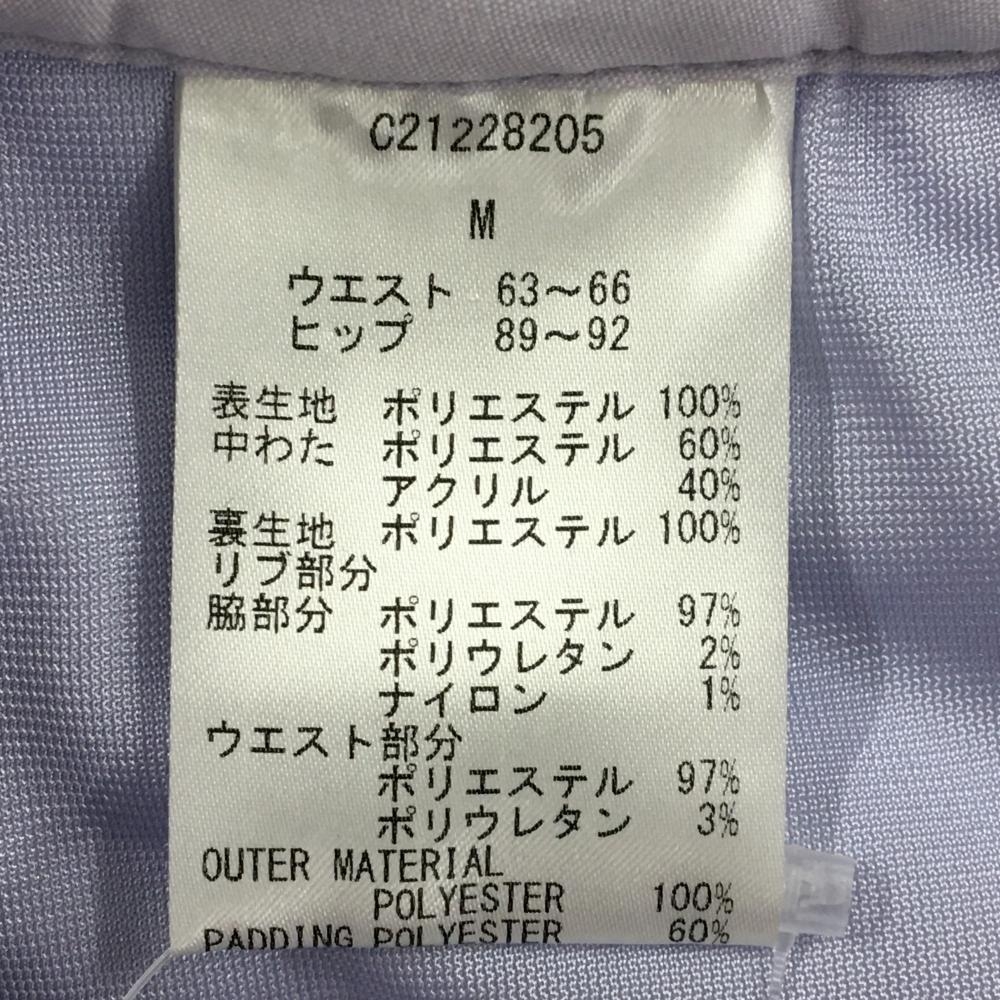 C21228205
M
ウエスト 63～66
ヒップ 89～92
表生地 ポリエステル 100%
中わた ポリエステル 60%
アクリル 40%
裏生地 ポリエステル 100%
リブ部分
脇部分 ポリエステル 97%
ポリウレタン 2%
ナイロン 1%
ウエスト部分
ポリエステル 97%
ポリウレタン 3%
OUTER MATERIAL
POLYESTER 100%
PADDING POLYESTER 60%